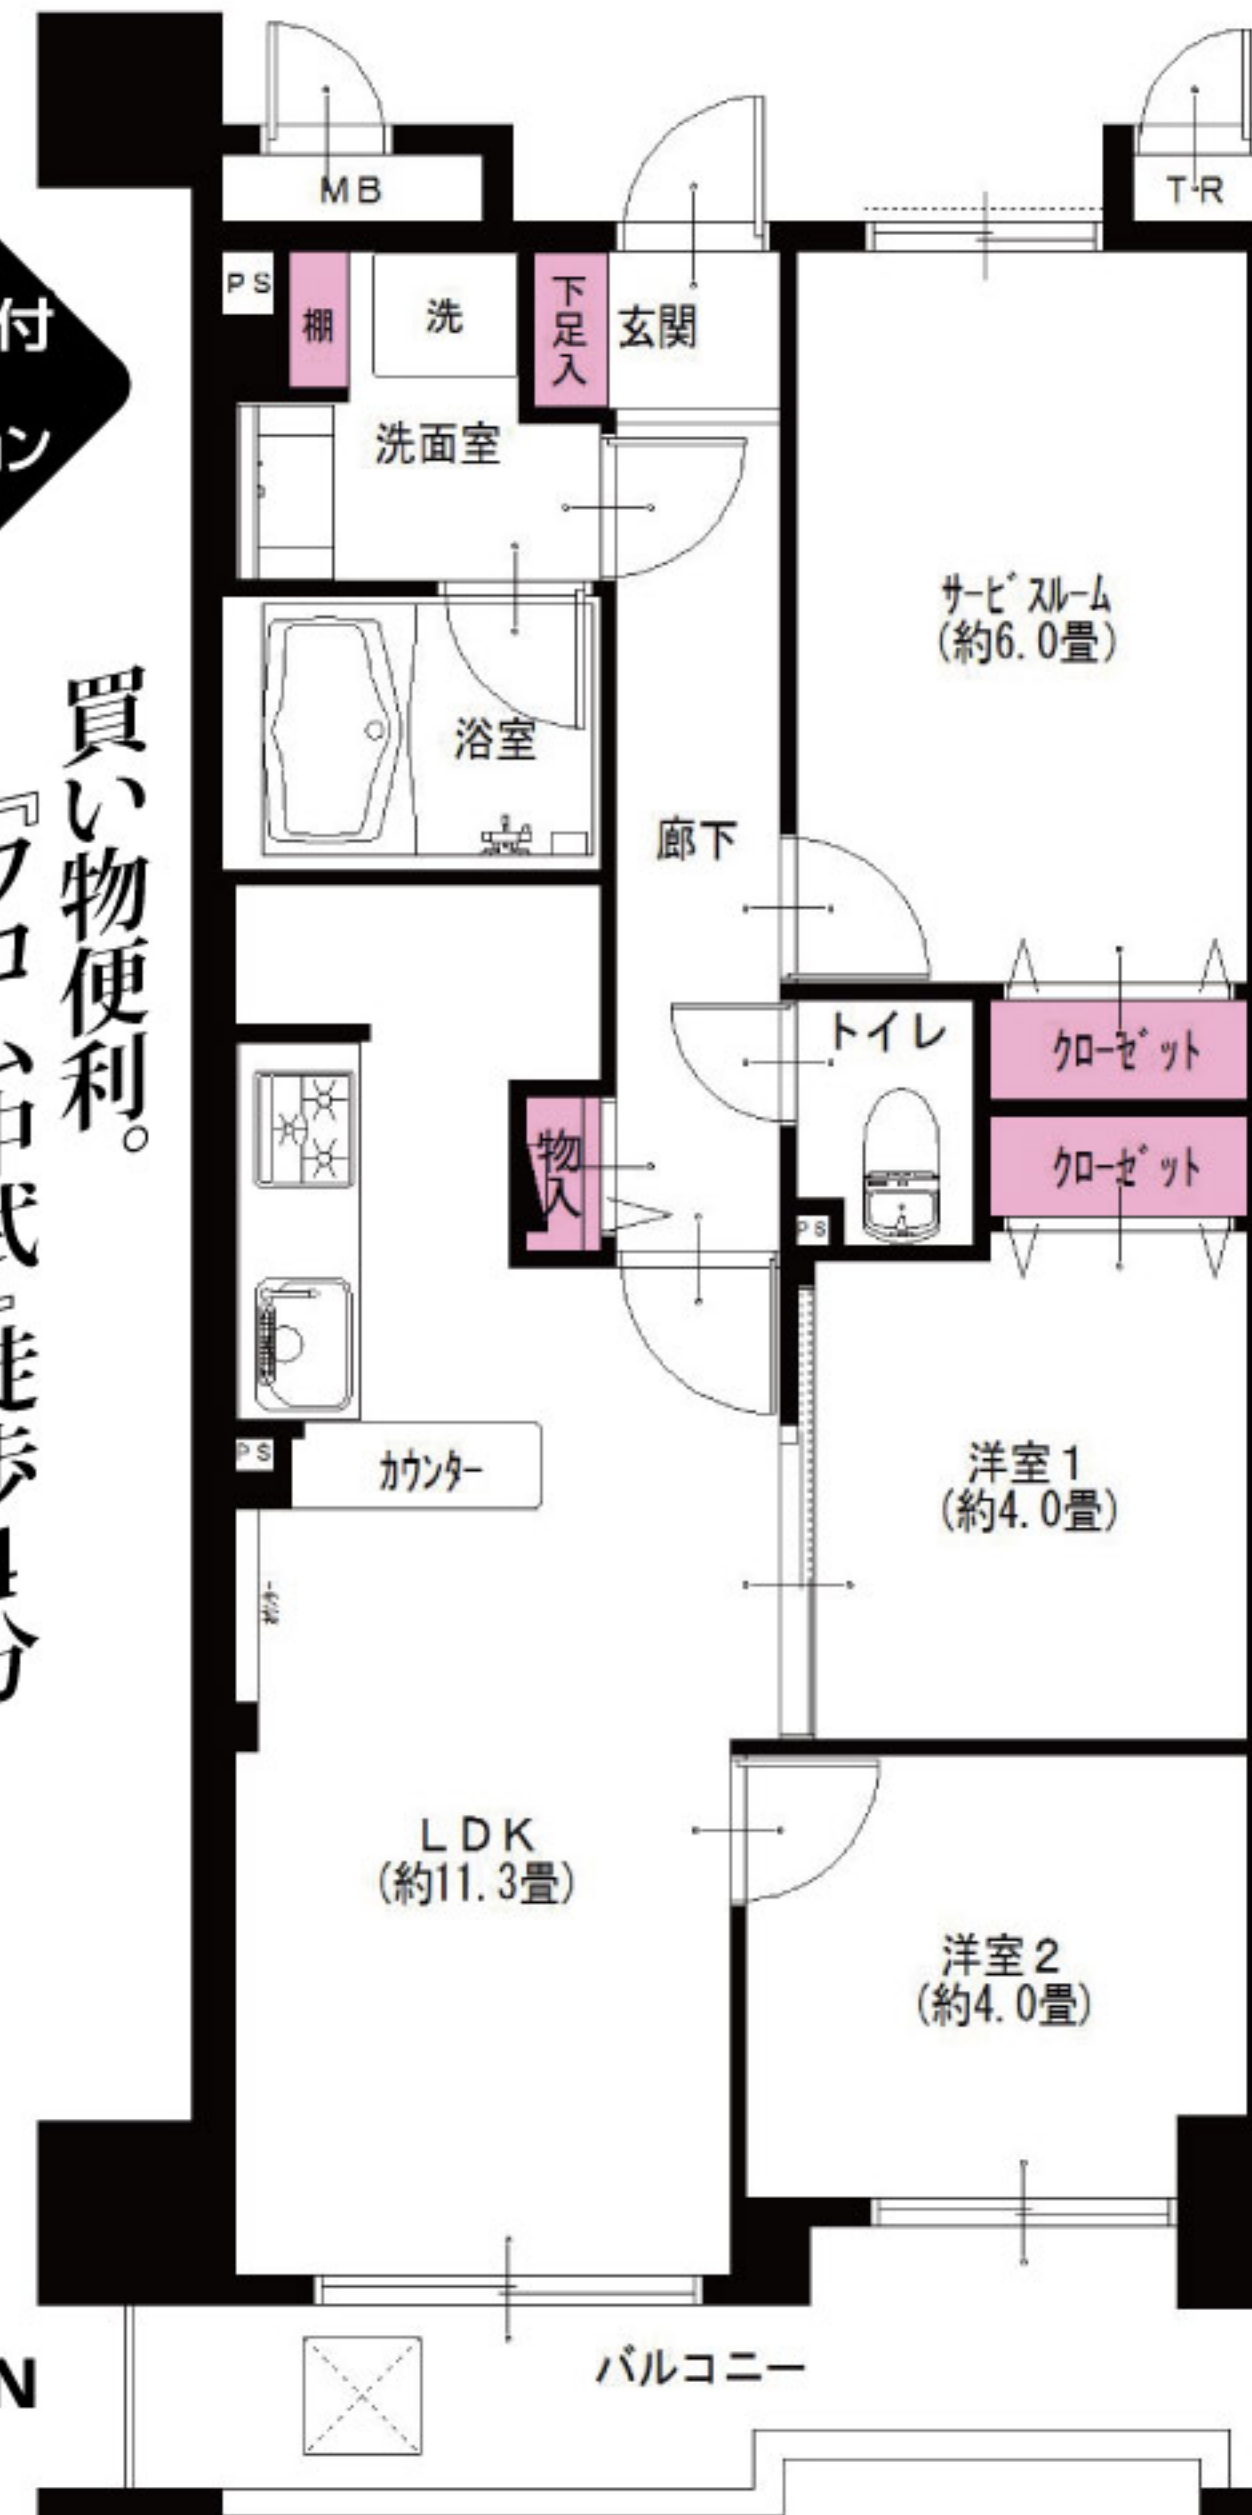 MB
T・R
PS
棚
洗
下足入
玄関
付
ン
洗面室
サービスルーム
(約6.0畳)
買い物便利。
浴室
廊下
トイレ
クローゼット
物入
クローゼット
PS
洋室1
(約4.0畳)
PS
カウンター
LDK
(約11.3畳)
洋室2
(約4.0畳)
バルコニー
N